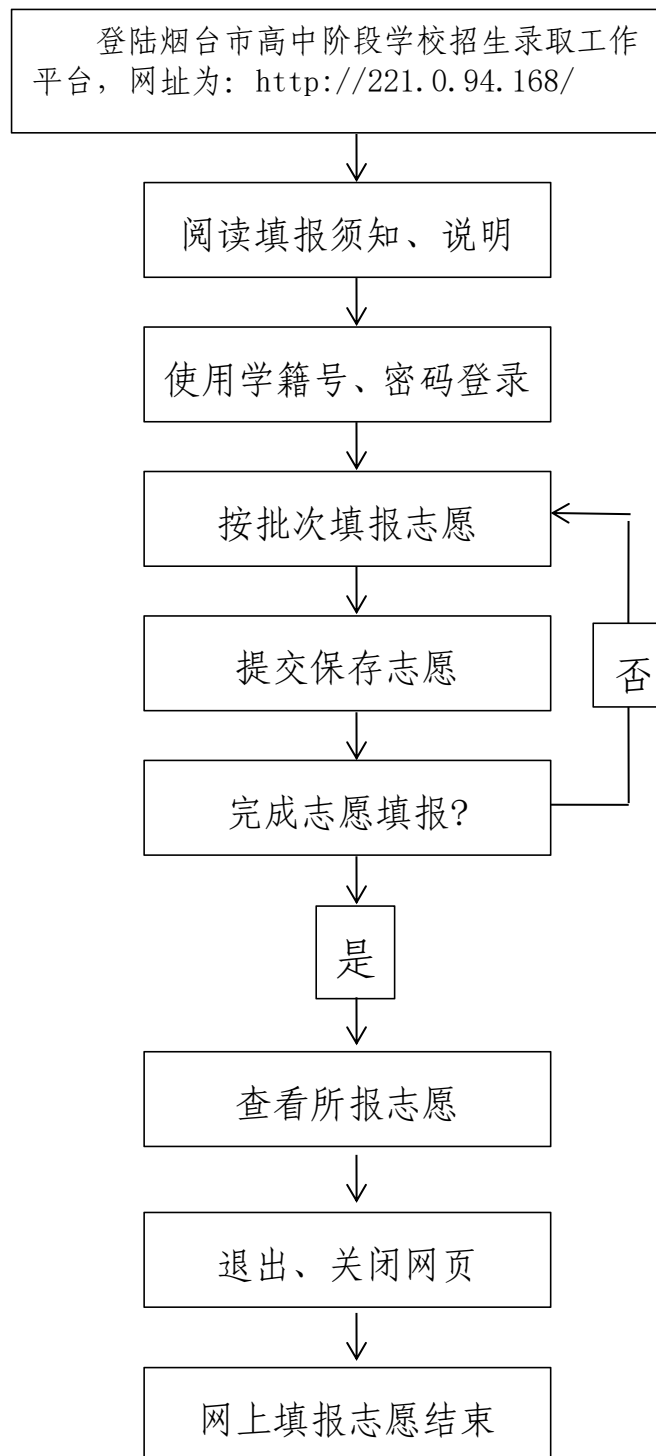 登陆烟台市高中阶段学校招生录取工作
平台，网址为：http://221.0.94.168/
阅读填报须知、说明
使用学籍号、密码登录
按批次填报志愿
提交保存志愿
否
完成志愿填报?
是
查看所报志愿
退出、关闭网页
网上填报志愿结束